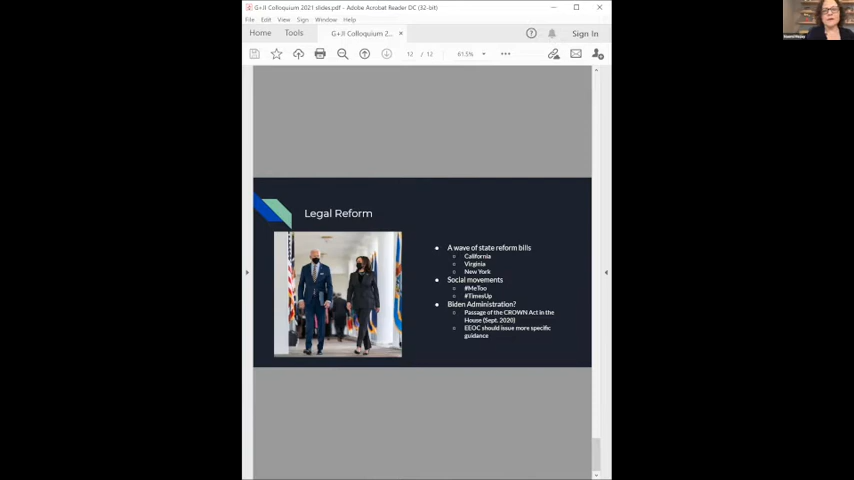 G+JI Colloquium 2021 slides.pdf - Adobe Acrobat Reader DC (32-bit)
File Edit View Sign Window Help
Home Tools G+JI Colloquium 2... × Sign In
12 / 12 61.5%
Legal Reform
A wave of state reform bills
California
Virginia
New York
Social movements
#MeToo
#TimesUp
Biden Administration?
Passage of the CROWN Act in the
House (Sept. 2020)
EEOC should issue more specific
guidance